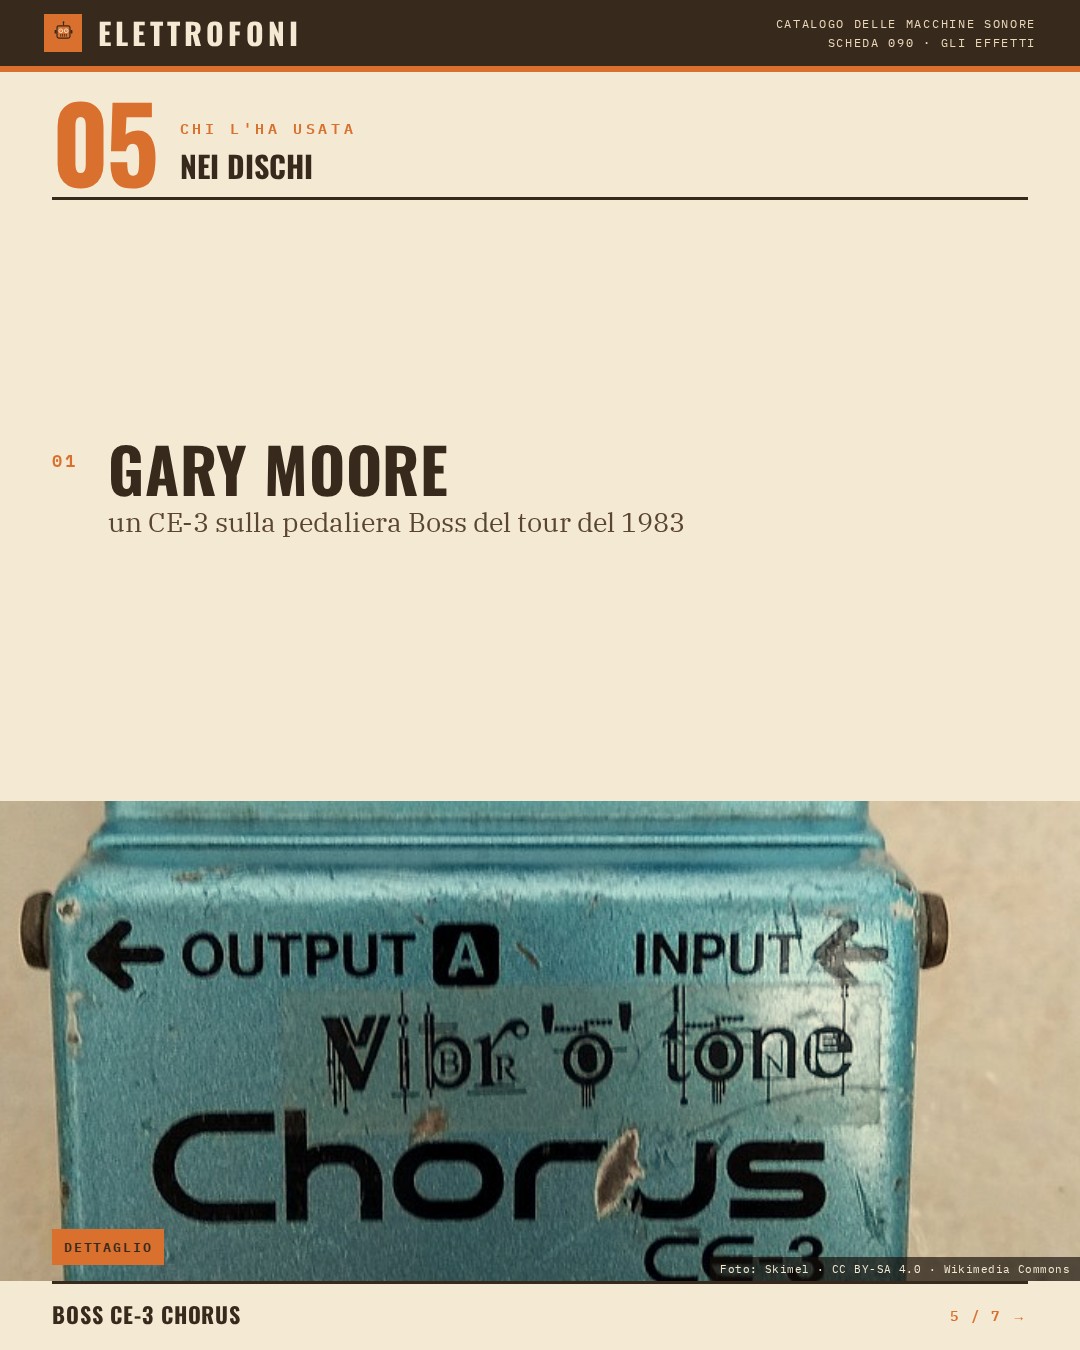 ELETTROFONI
CATALOGO DELLE MACCHINE SONORE
SCHEDA 090 · GLI EFFETTI
05
CHI L'HA USATA
NEI DISCHI
01
GARY MOORE
un CE-3 sulla pedaliera Boss del tour del 1983
← OUTPUT A INPUT ←
Vibr'o'tone
Chorus
CE-3
DETTAGLIO
Foto: Skimel · CC BY-SA 4.0 · Wikimedia Commons
BOSS CE-3 CHORUS
5 / 7 →